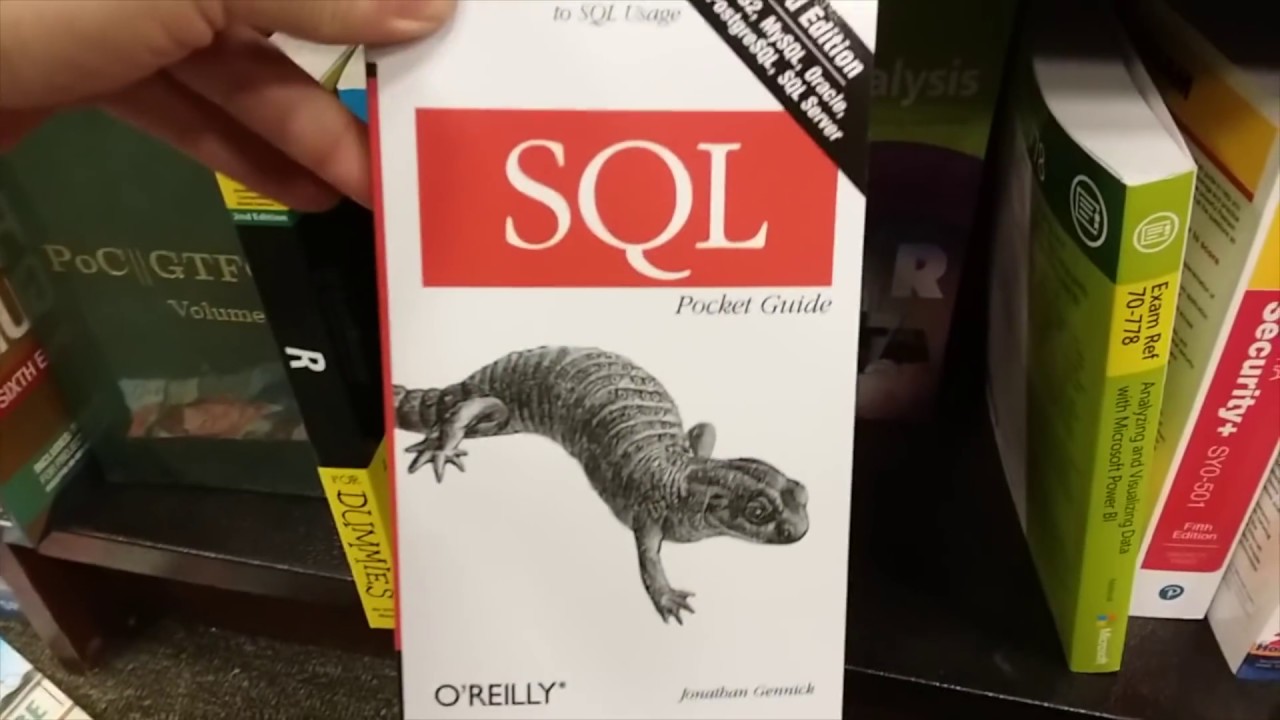 to SQL Usage
d Edition
MySQL, Oracle,
PostgreSQL, SQL Server
SQL
Pocket Guide
O'REILLY®
Jonathan Gennick
PoC||GTF
Volume
2nd Edition
R
FOR
DUMMIES
SIXTH E
alysis
R
Exam Ref
70-778
Analyzing and Visualizing Data
with Microsoft Power BI
Microsoft
Security+ SY0-501
Fifth
Edition